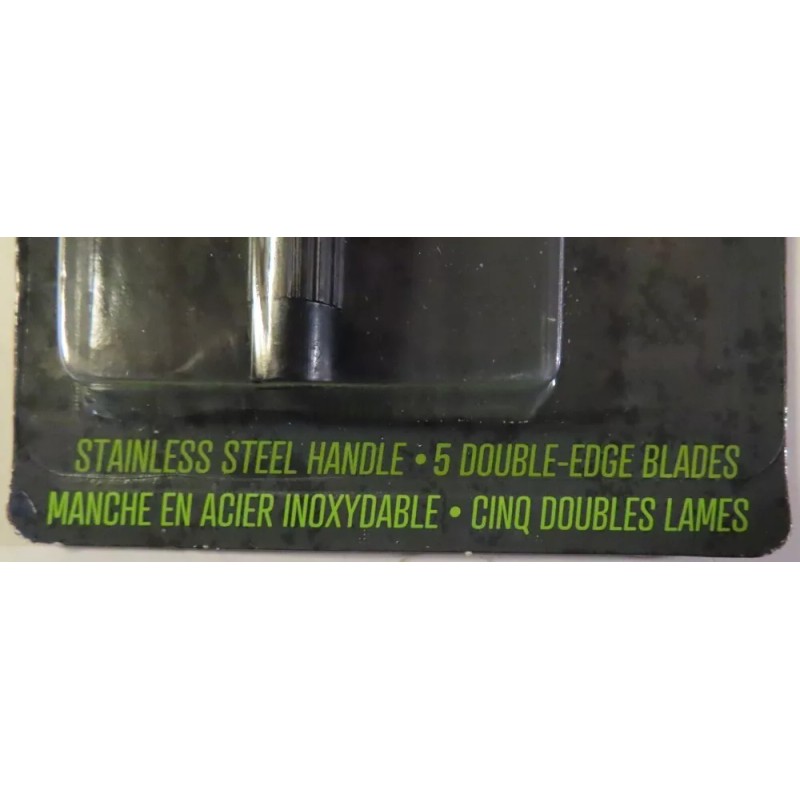 STAINLESS STEEL HANDLE • 5 DOUBLE-EDGE BLADES
MANCHE EN ACIER INOXYDABLE • CINQ DOUBLES LAMES